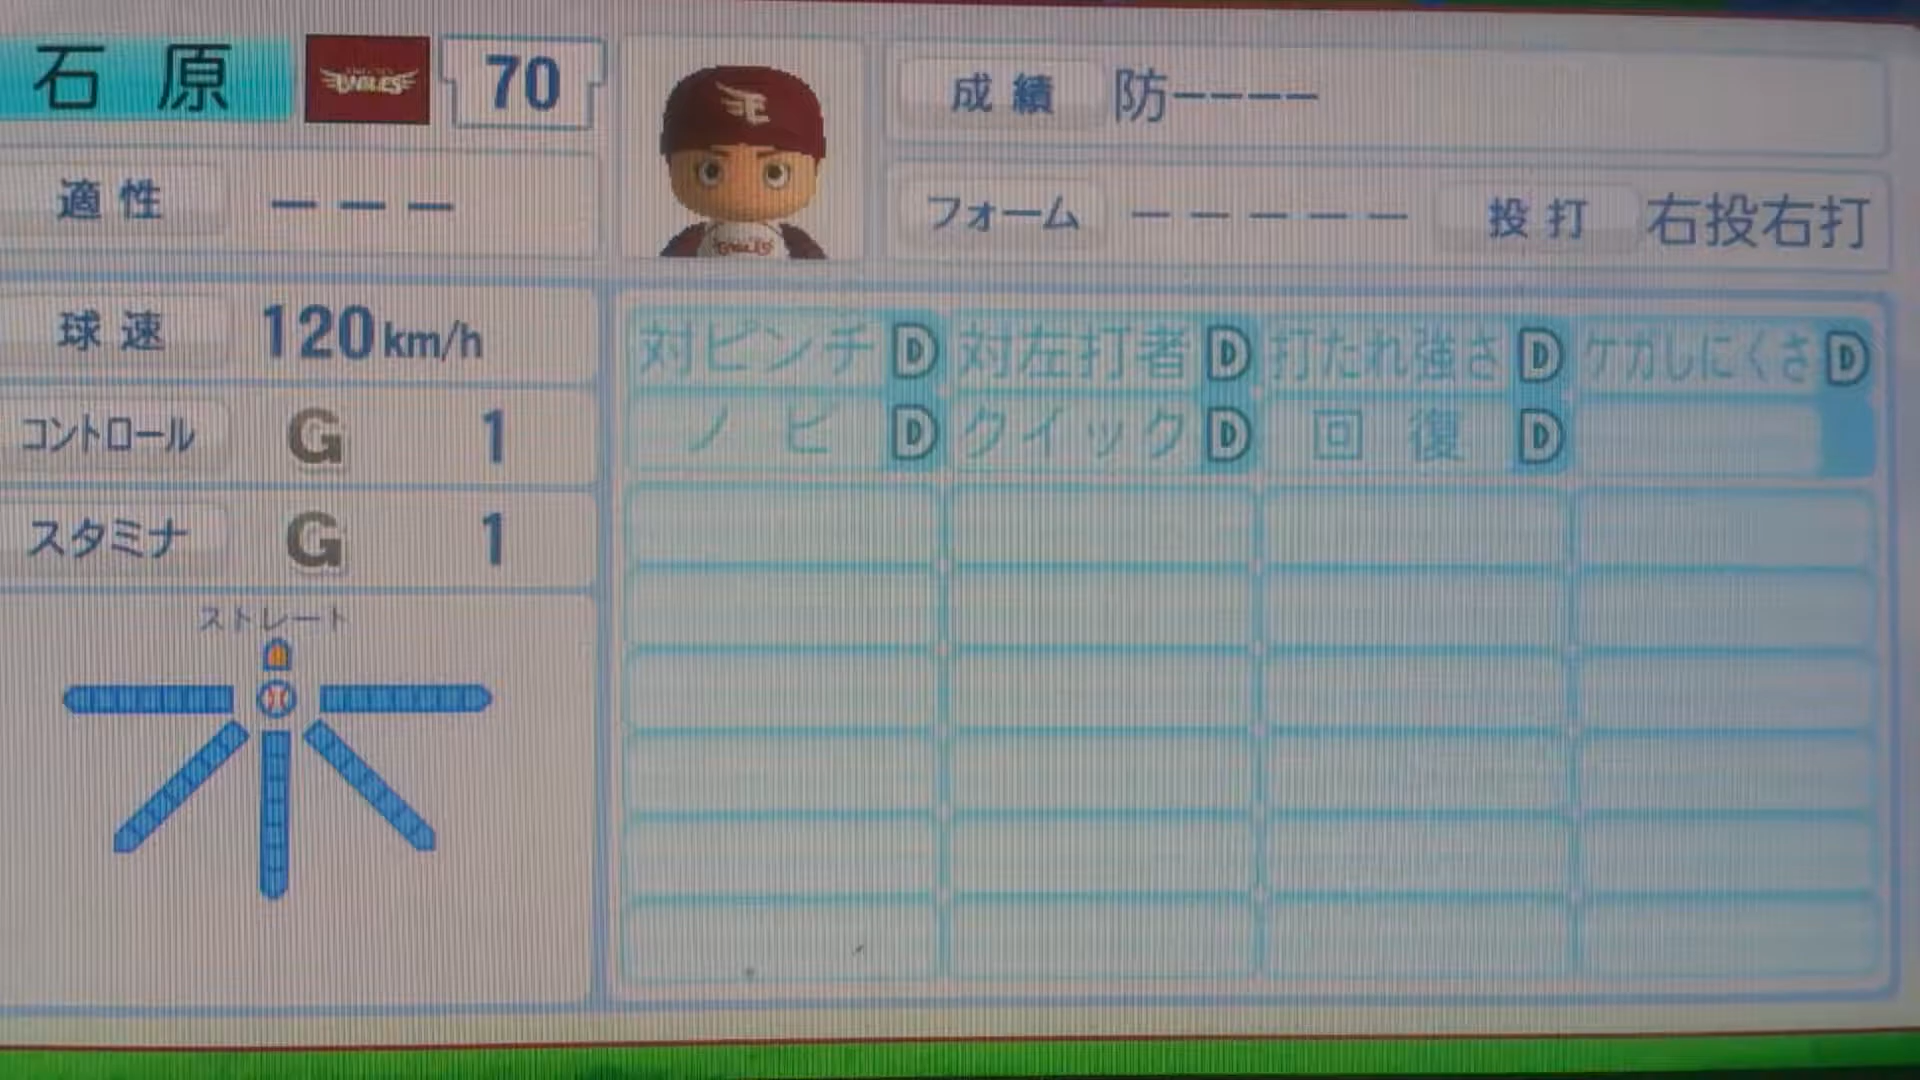 石原 EAGLES 70
成績 防----
適性 ---
フォーム ----- 投打 右投右打
球速 120km/h
コントロール G 1
スタミナ G 1
ストレート
対ピンチ D 対左打者 D 打たれ強さ D ケガしにくさ D
ノビ D クイック D 回復 D